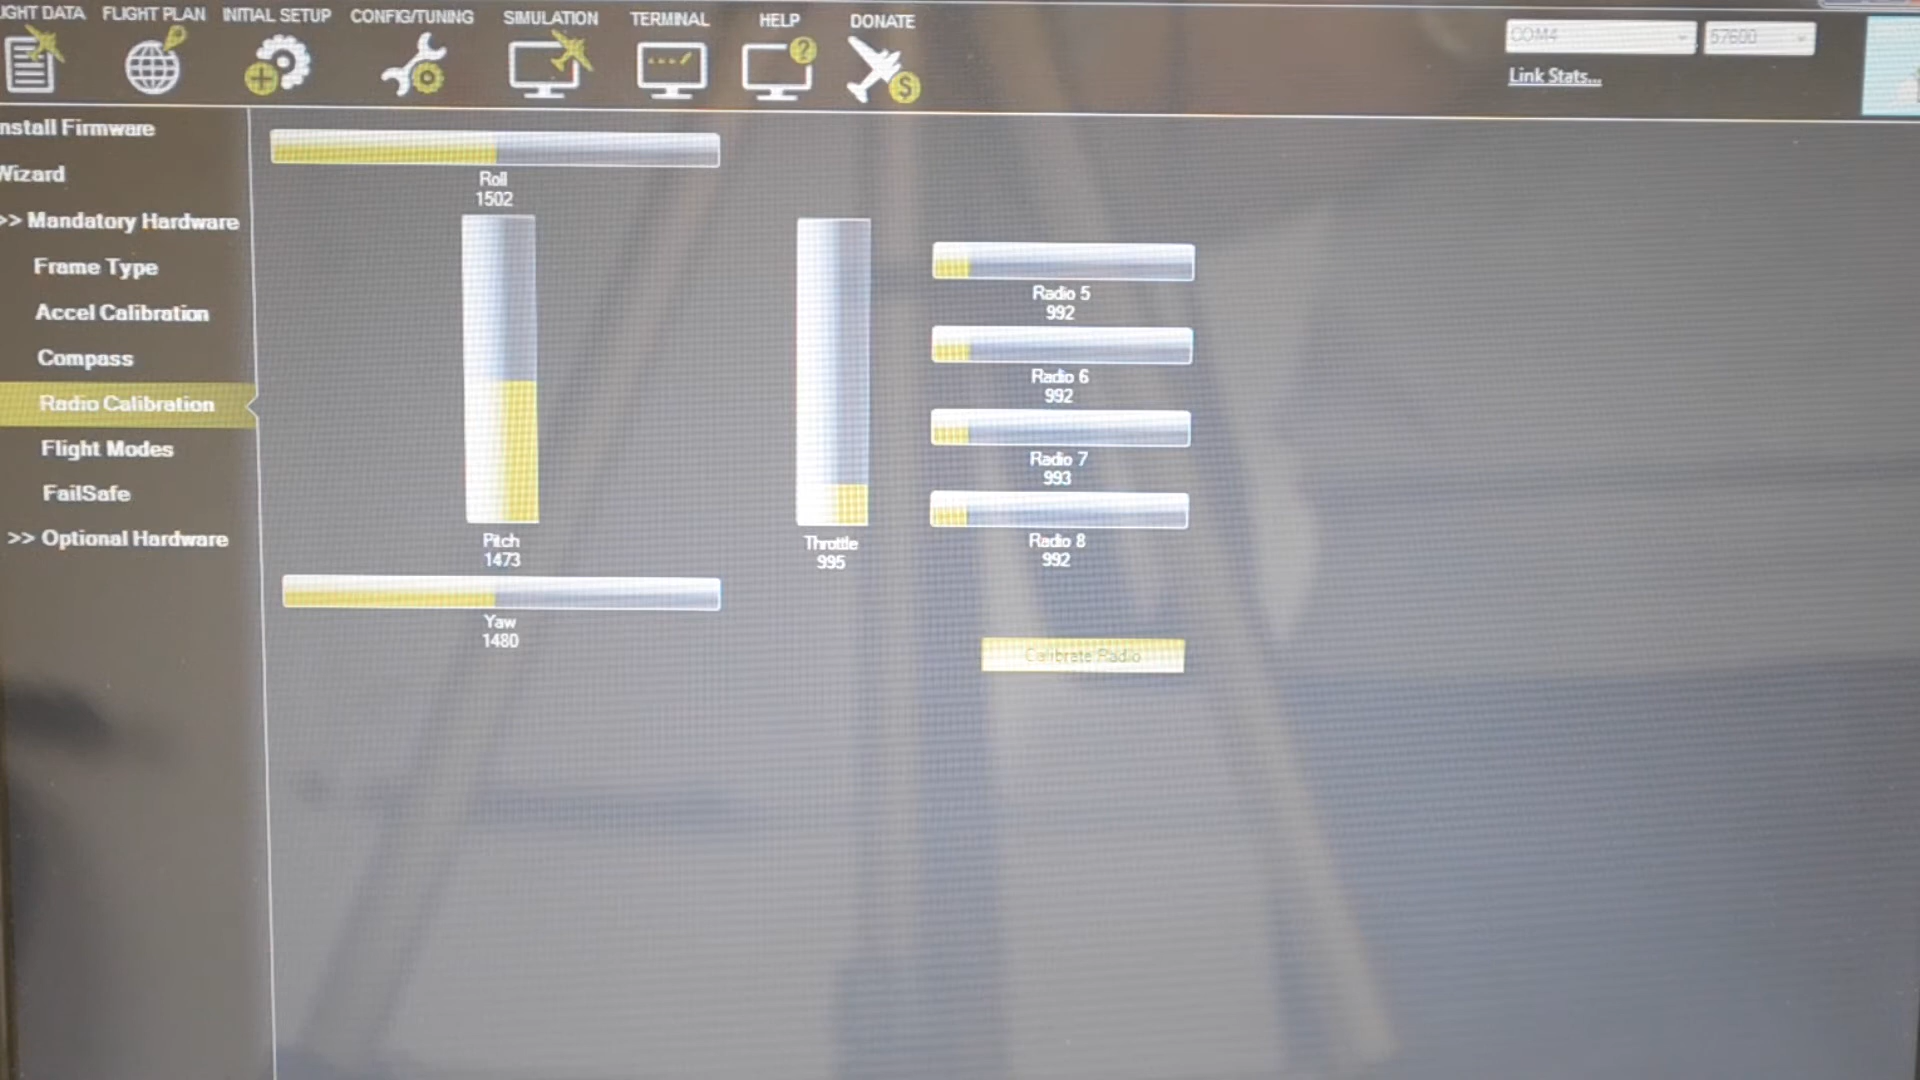 IGHT DATA
FLIGHT PLAN
INITIAL SETUP
CONFIG/TUNING
SIMULATION
TERMINAL
HELP
DONATE
COM4
57600
Link Stats...
nstall Firmware
Wizard
>> Mandatory Hardware
Frame Type
Accel Calibration
Compass
Radio Calibration
Flight Modes
FailSafe
>> Optional Hardware
Roll
1502
Pitch
1473
Throttle
995
Yaw
1480
Radio 5
992
Radio 6
992
Radio 7
993
Radio 8
992
Calibrate Radio